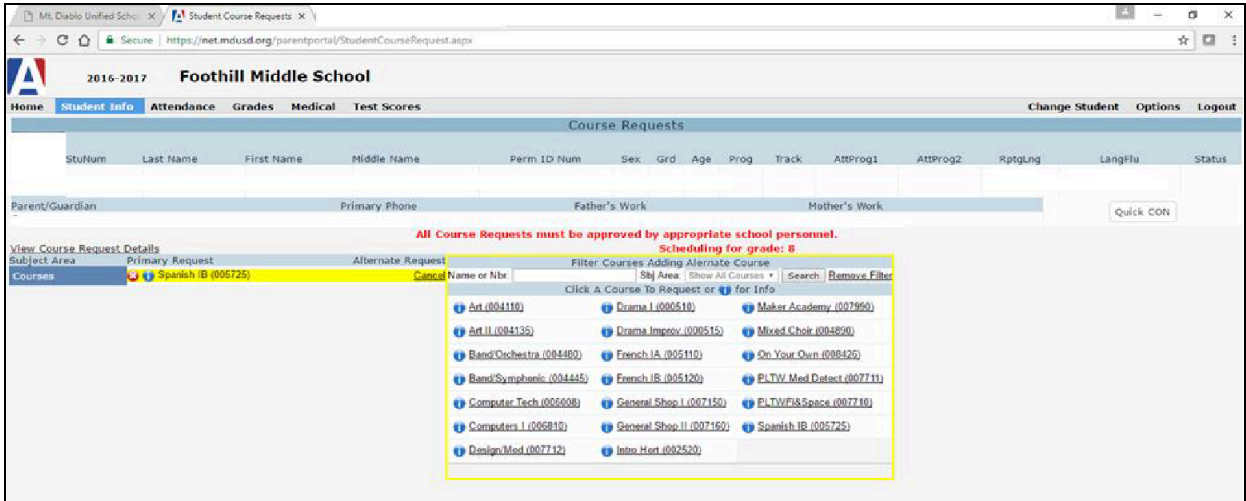 Mt. Diablo Unified Schoo
Student Course Requests
Secure | https://net.mdusd.org/parentportal/StudentCourseRequest.aspx
2016-2017 Foothill Middle School
Home Student Info Attendance Grades Medical Test Scores Change Student Options Logout
Course Requests
StuNum Last Name First Name Middle Name Perm ID Num Sex Grd Age Prog Track AttProg1 AttProg2 RptgLng LangFlu Status
Parent/Guardian Primary Phone Father's Work Mother's Work
Quick CON
All Course Requests must be approved by appropriate school personnel.
View Course Request Details Scheduling for grade: 8
Subject Area Primary Request Alternate Request
Courses Spanish IB (005725) Cancel
Filter Courses Adding Alernate Course
Name or Nbr Sbj Area: Show All Courses Search Remove Filter
Click A Course To Request or for Info
Art (004110) Drama I (000510) Maker Academy (007990)
Art II (004135) Drama Improv (000515) Mixed Choir (004890)
Band/Orchestra (004480) French IA (005110) On Your Own (008426)
Band/Symphonic (004445) French IB (005120) PLTW Med Detect (007711)
Computer Tech (006008) General Shop I (007150) PLTWFl&Space (007710)
Computers I (006810) General Shop II (007160) Spanish IB (005725)
Design/Mod (007712) Intro Hort (002520)